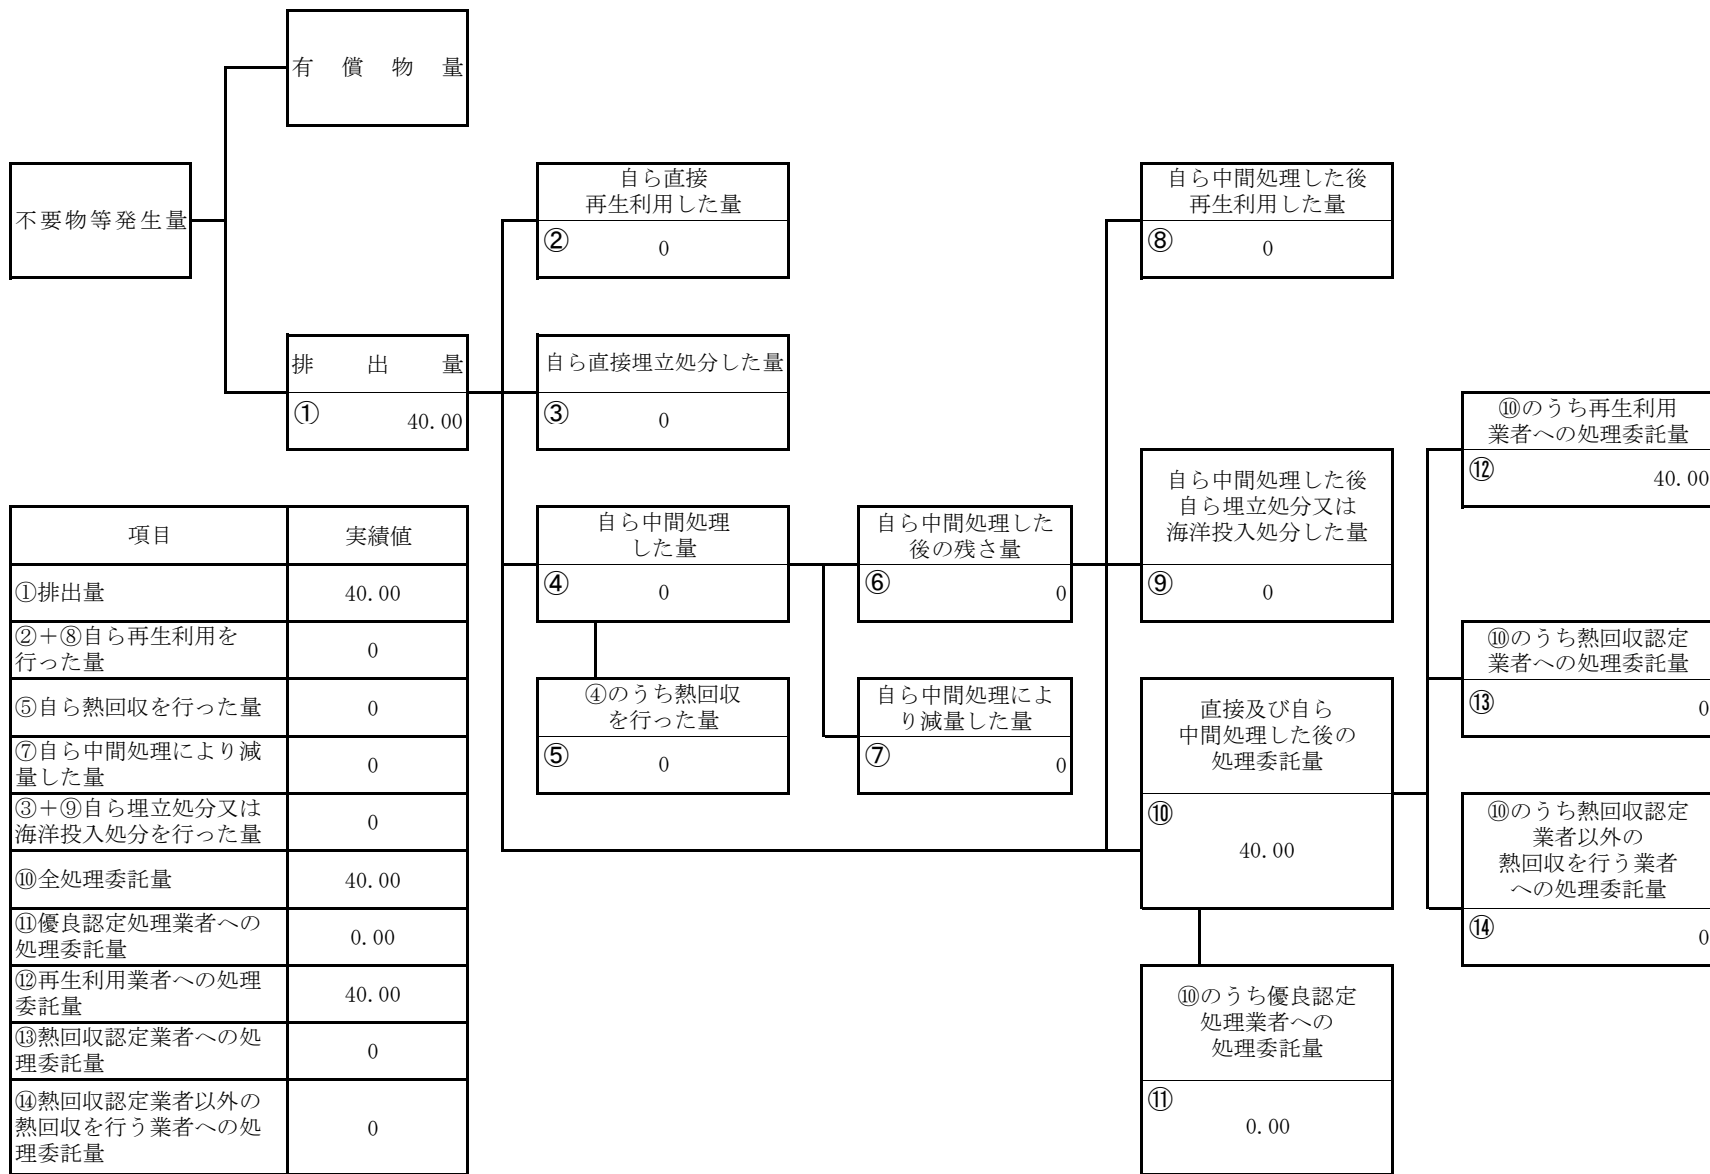 有償物量
不要物等発生量
自ら直接
再生利用した量
②
0
自ら中間処理した後
再生利用した量
⑧
0
排出量
①
40.00
自ら直接埋立処分した量
③
0
⑩のうち再生利用
業者への処理委託量
⑫
40.00
自ら中間処理
した量
④
0
自ら中間処理した
後の残さ量
⑥
0
自ら中間処理した後
自ら埋立処分又は
海洋投入処分した量
⑨
0
⑩のうち熱回収認定
業者への処理委託量
⑬
0
④のうち熱回収
を行った量
⑤
0
自ら中間処理によ
り減量した量
⑦
0
直接及び自ら
中間処理した後の
処理委託量
⑩
40.00
⑩のうち熱回収認定
業者以外の
熱回収を行う業者
への処理委託量
⑭
0
⑩のうち優良認定
処理業者への
処理委託量
⑪
0.00
項目 実績値
①排出量 40.00
②+⑧自ら再生利用を
行った量
0
⑤自ら熱回収を行った量 0
⑦自ら中間処理により減
量した量
0
③+⑨自ら埋立処分又は
海洋投入処分を行った量
0
⑩全処理委託量 40.00
⑪優良認定処理業者への
処理委託量
0.00
⑫再生利用業者への処理
委託量
40.00
⑬熱回収認定業者への処
理委託量
0
⑭熱回収認定業者以外の
熱回収を行う業者への処
理委託量
0